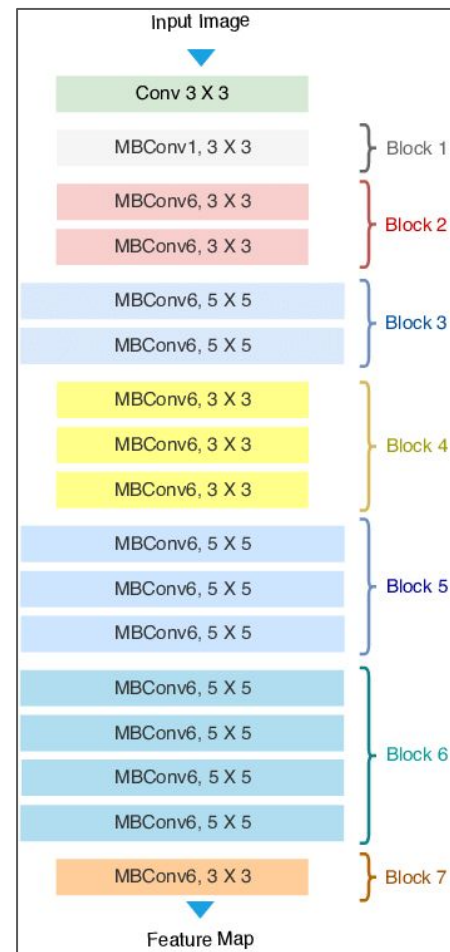 Input Image
Conv 3 X 3
MBConv1, 3 X 3
Block 1
MBConv6, 3 X 3
MBConv6, 3 X 3
Block 2
MBConv6, 5 X 5
MBConv6, 5 X 5
Block 3
MBConv6, 3 X 3
MBConv6, 3 X 3
MBConv6, 3 X 3
Block 4
MBConv6, 5 X 5
MBConv6, 5 X 5
MBConv6, 5 X 5
Block 5
MBConv6, 5 X 5
MBConv6, 5 X 5
MBConv6, 5 X 5
MBConv6, 5 X 5
Block 6
MBConv6, 3 X 3
Block 7
Feature Map